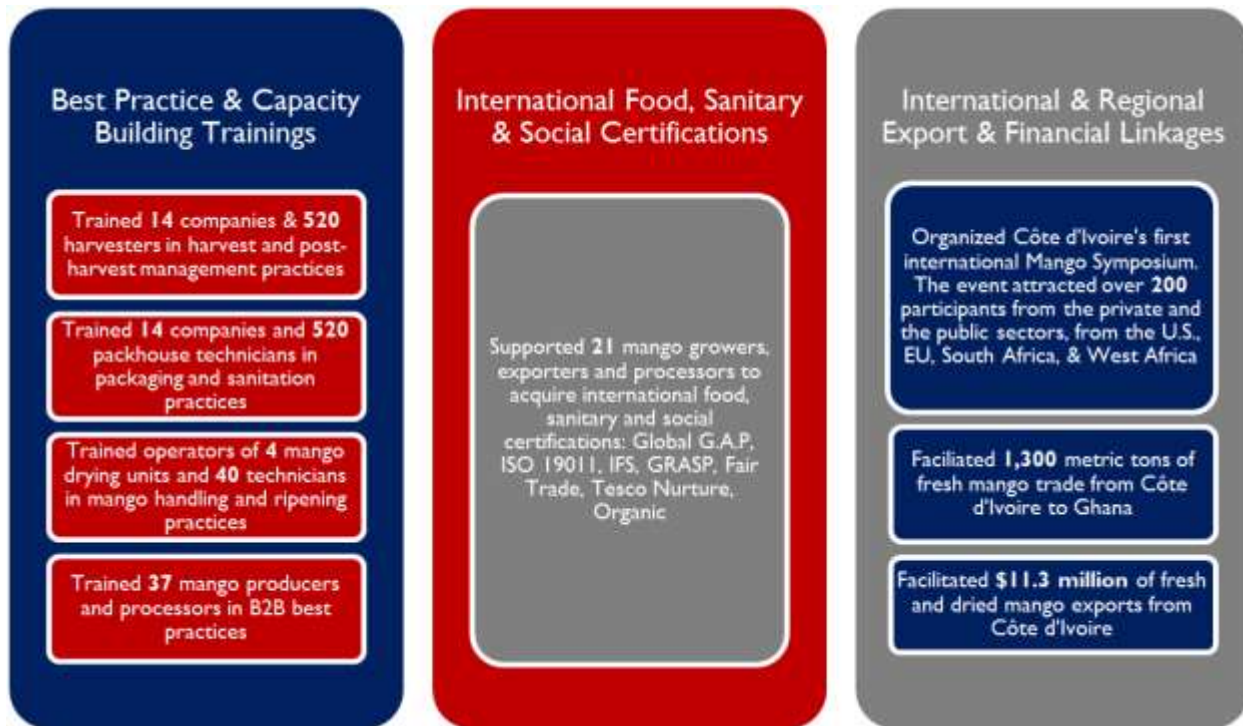 Best Practice & Capacity
Building Trainings
Trained 14 companies & 520
harvesters in harvest and post-
harvest management practices
Trained 14 companies and 520
packhouse technicians in
packaging and sanitation
practices
Trained operators of 4 mango
drying units and 40 technicians
in mango handling and ripening
practices
Trained 37 mango producers
and processors in B2B best
practices
International Food, Sanitary
& Social Certifications
Supported 21 mango growers,
exporters and processors to
acquire international food,
sanitary and social
certifications: Global G.A.P,
ISO 19011, IFS, GRASP, Fair
Trade, Tesco Nurture,
Organic
International & Regional
Export & Financial Linkages
Organized Côte d'Ivoire's first
international Mango Symposium.
The event attracted over 200
participants from the private and
the public sectors, from the U.S.,
EU, South Africa, & West Africa
Faciliated 1,300 metric tons of
fresh mango trade from Côte
d'Ivoire to Ghana
Facilitated $11.3 million of fresh
and dried mango exports from
Côte d'Ivoire